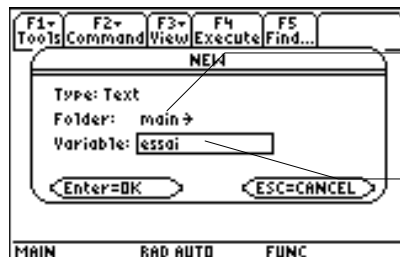 F1▾ F2▾ F3▾ F4 F5
Tools Command View Execute Find...
NEW
Type: Text
Folder: main→
Variable: essai
Enter=OK ESC=CANCEL
MAIN RAD AUTO FUNC